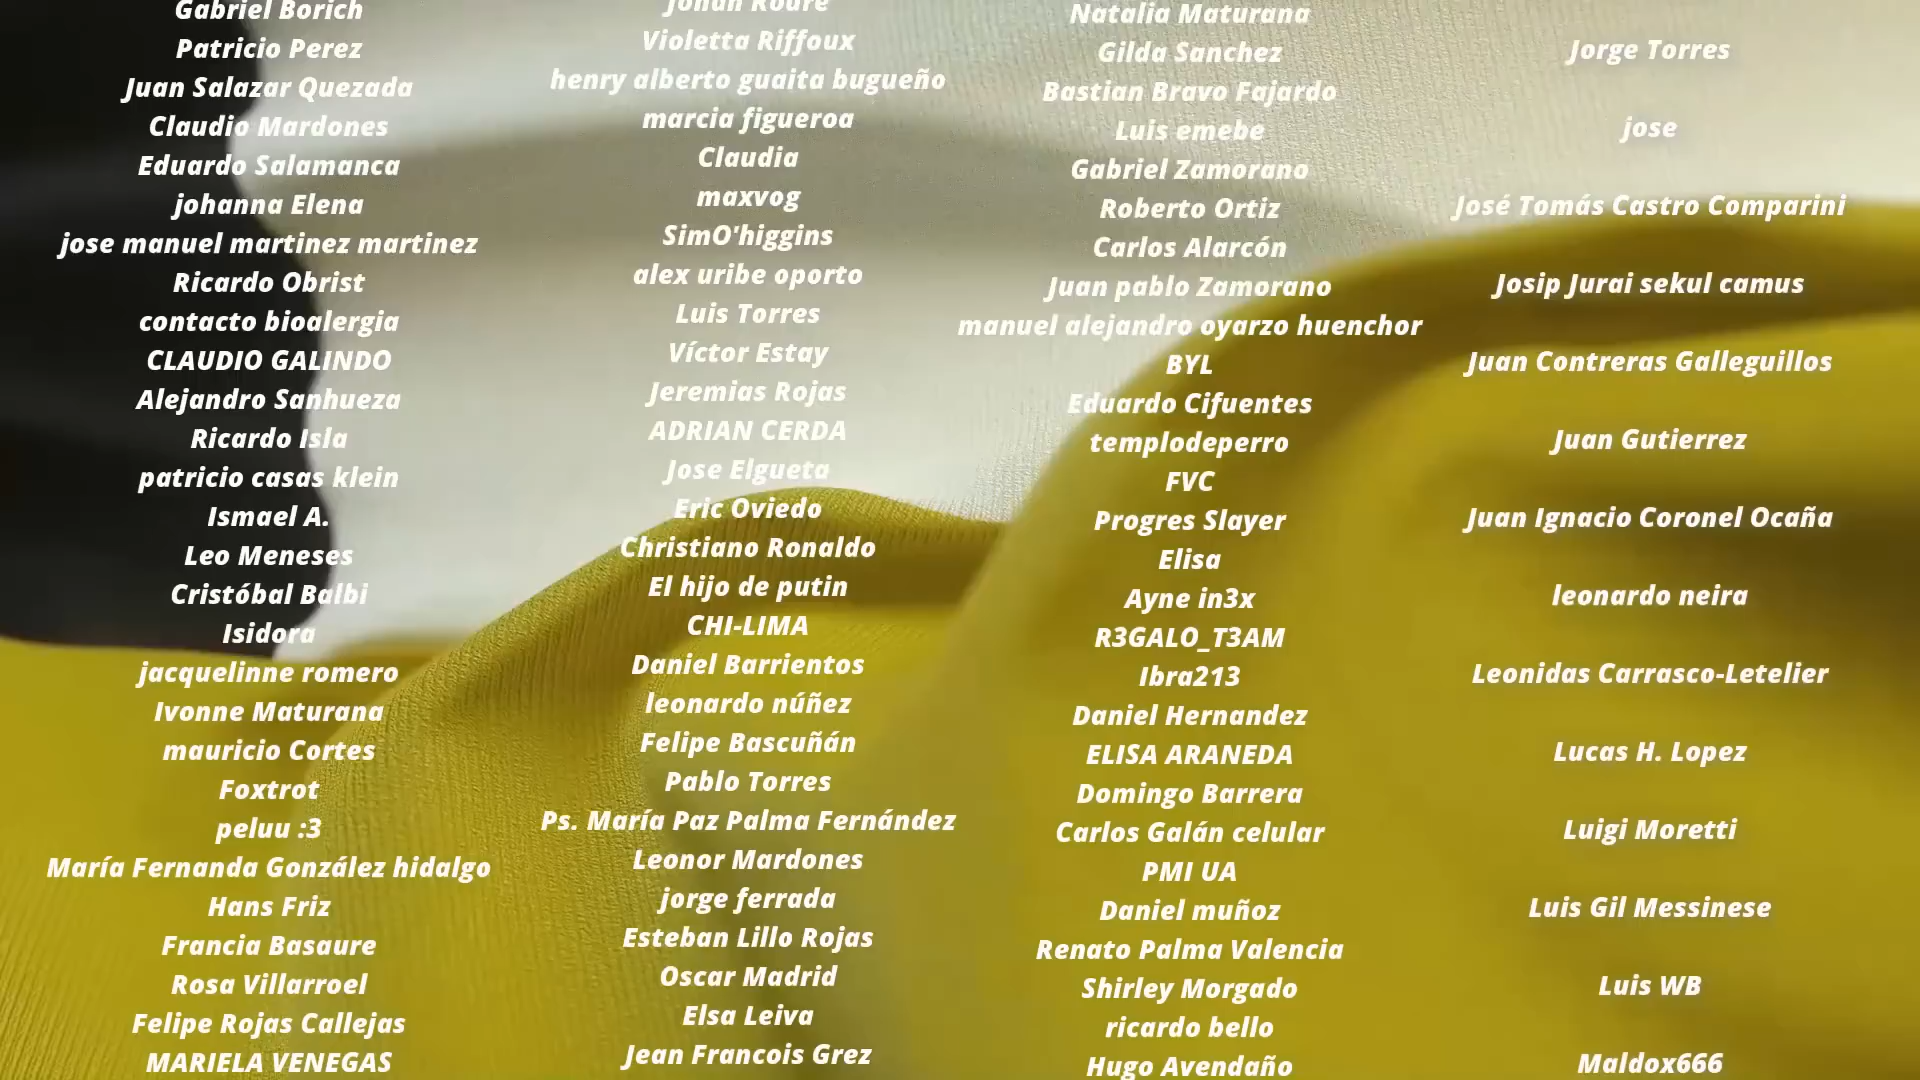 Gabriel Borich
Patricio Perez
Juan Salazar Quezada
Claudio Mardones
Eduardo Salamanca
johanna Elena
jose manuel martinez martinez
Ricardo Obrist
contacto bioalergia
CLAUDIO GALINDO
Alejandro Sanhueza
Ricardo Isla
patricio casas klein
Ismael A.
Leo Meneses
Cristóbal Balbi
Isidora
jacquelinne romero
Ivonne Maturana
mauricio Cortes
Foxtrot
peluu :3
María Fernanda González hidalgo
Hans Friz
Francia Basaure
Rosa Villarroel
Felipe Rojas Callejas
MARIELA VENEGAS
Johan Roure
Violetta Riffoux
henry alberto guaita bugueño
marcia figueroa
Claudia
maxvog
SimO'higgins
alex uribe oporto
Luis Torres
Víctor Estay
Jeremias Rojas
ADRIAN CERDA
Jose Elgueta
Eric Oviedo
Christiano Ronaldo
El hijo de putin
CHI-LIMA
Daniel Barrientos
leonardo núñez
Felipe Bascuñán
Pablo Torres
Ps. María Paz Palma Fernández
Leonor Mardones
jorge ferrada
Esteban Lillo Rojas
Oscar Madrid
Elsa Leiva
Jean Francois Grez
Natalia Maturana
Gilda Sanchez
Bastian Bravo Fajardo
Luis emebe
Gabriel Zamorano
Roberto Ortiz
Carlos Alarcón
Juan pablo Zamorano
manuel alejandro oyarzo huenchor
BYL
Eduardo Cifuentes
templodeperro
FVC
Progres Slayer
Elisa
Ayne in3x
R3GALO_T3AM
Ibra213
Daniel Hernandez
ELISA ARANEDA
Domingo Barrera
Carlos Galán celular
PMI UA
Daniel muñoz
Renato Palma Valencia
Shirley Morgado
ricardo bello
Hugo Avendaño
Jorge Torres
jose
José Tomás Castro Comparini
Josip Jurai sekul camus
Juan Contreras Galleguillos
Juan Gutierrez
Juan Ignacio Coronel Ocaña
leonardo neira
Leonidas Carrasco-Letelier
Lucas H. Lopez
Luigi Moretti
Luis Gil Messinese
Luis WB
Maldox666